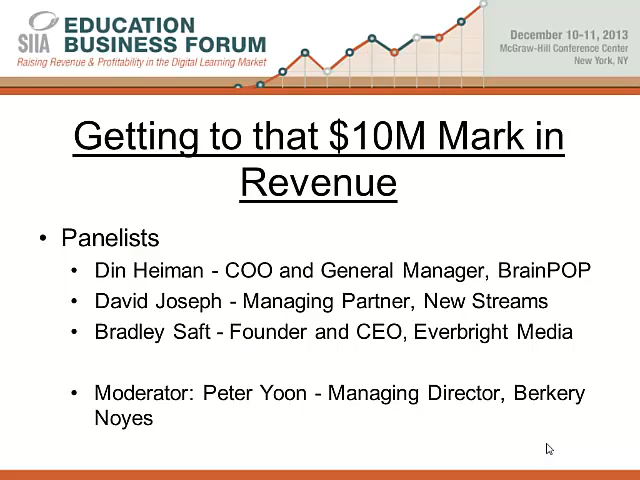 SIIA EDUCATION
BUSINESS FORUM
Raising Revenue & Profitability in the Digital Learning Market
December 10-11, 2013
McGraw-Hill Conference Center
New York, NY
Getting to that $10M Mark in
Revenue
• Panelists
• Din Heiman - COO and General Manager, BrainPOP
• David Joseph - Managing Partner, New Streams
• Bradley Saft - Founder and CEO, Everbright Media
• Moderator: Peter Yoon - Managing Director, Berkery
Noyes